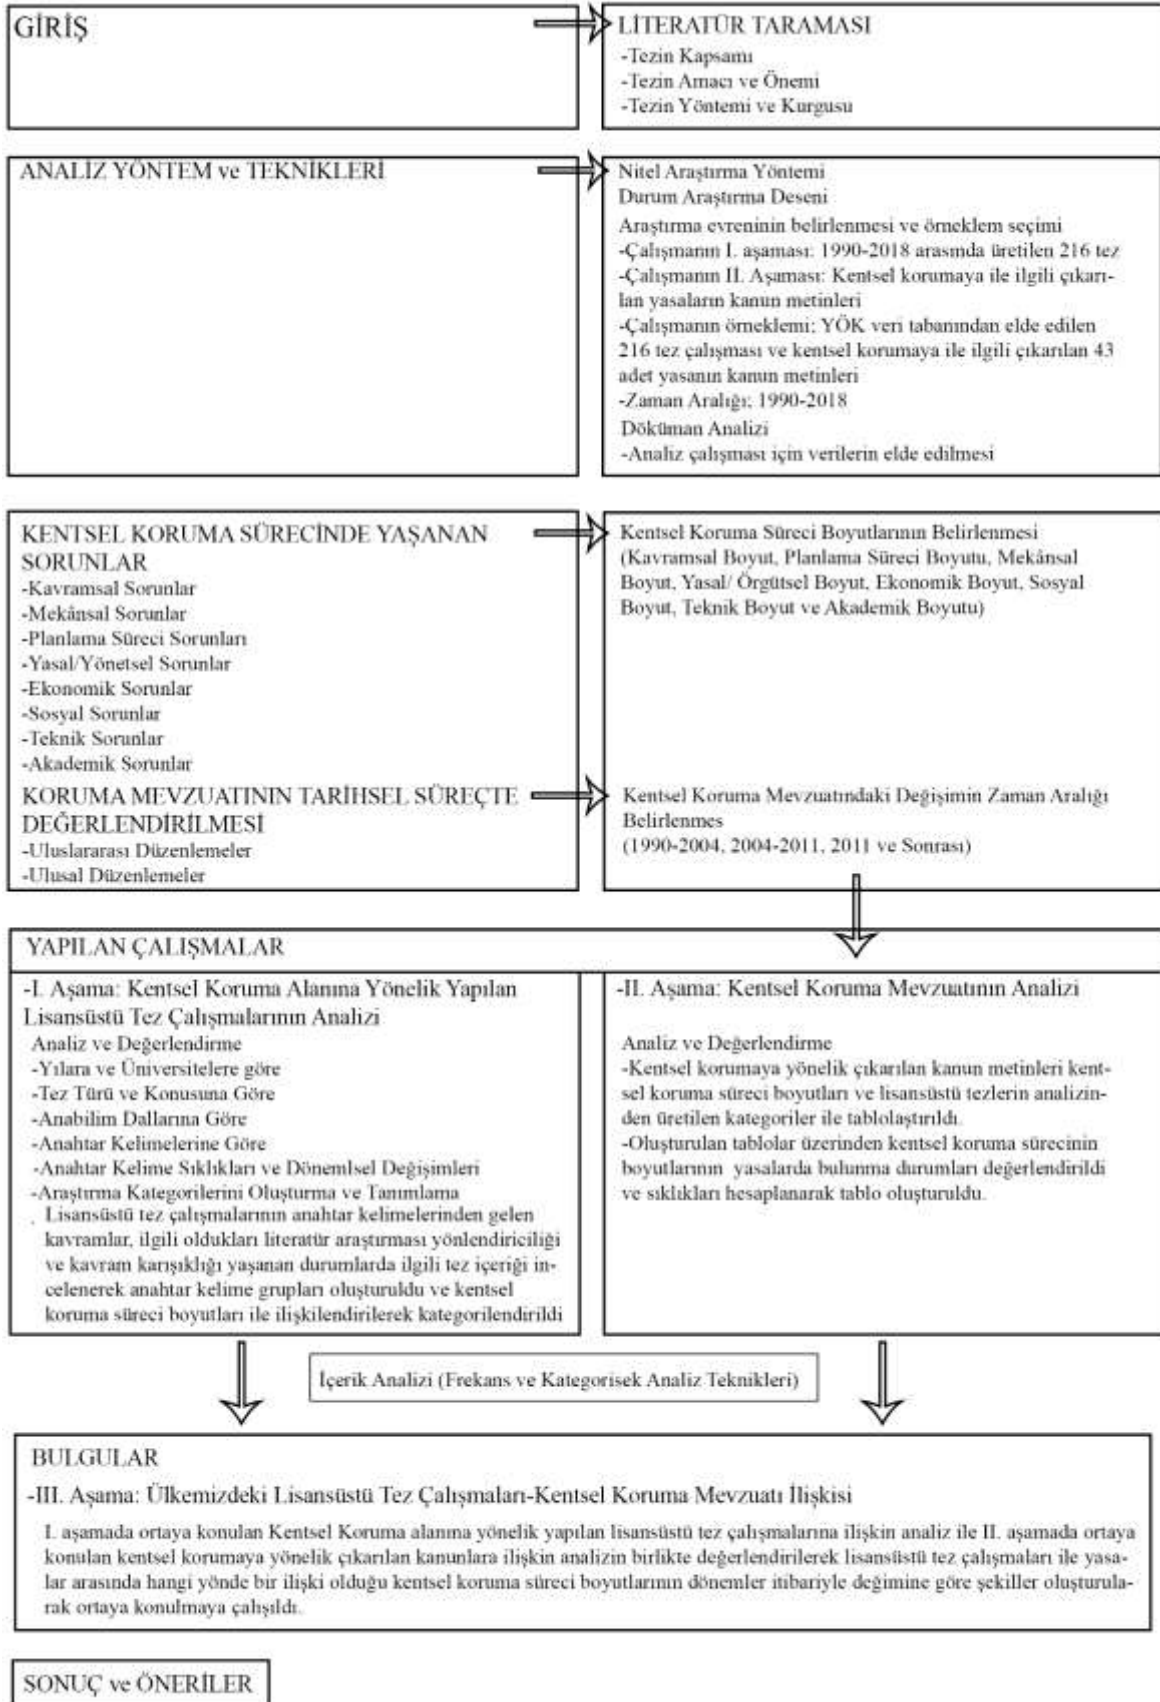 GİRİŞ
LİTERATÜR TARAMASI
-Tezin Kapsamı
-Tezin Amacı ve Önemi
-Tezin Yöntemi ve Kurgusu
ANALİZ YÖNTEM ve TEKNİKLERİ
Nitel Araştırma Yöntemi
Durum Araştırma Deseni
Araştırma evreninin belirlenmesi ve örneklem seçimi
-Çalışmanın I. aşaması: 1990-2018 arasında üretilen 216 tez
-Çalışmanın II. Aşaması: Kentsel korumaya ile ilgili çıkarı-
lan yasaların kanun metinleri
-Çalışmanın örneklemi; YÖK veri tabanından elde edilen
216 tez çalışması ve kentsel korumaya ile ilgili çıkarılan 43
adet yasanın kanun metinleri
-Zaman Aralığı; 1990-2018
Döküman Analizi
-Analiz çalışması için verilerin elde edilmesi
KENTSEL KORUMA SÜRECİNDE YAŞANAN
SORUNLAR
-Kavramsal Sorunlar
-Mekânsal Sorunlar
-Planlama Süreci Sorunları
-Yasal/Yönetsel Sorunlar
-Ekonomik Sorunlar
-Sosyal Sorunlar
-Teknik Sorunlar
-Akademik Sorunlar
Kentsel Koruma Süreci Boyutlarının Belirlenmesi
(Kavramsal Boyut, Planlama Süreci Boyutu, Mekânsal
Boyut, Yasal/ Örgütsel Boyut, Ekonomik Boyut, Sosyal
Boyut, Teknik Boyut ve Akademik Boyutu)
KORUMA MEVZUATININ TARİHSEL SÜREÇTE
DEĞERLENDİRİLMESİ
-Uluslararası Düzenlemeler
-Ulusal Düzenlemeler
Kentsel Koruma Mevzuatındaki Değişimin Zaman Aralığı
Belirlenmes
(1990-2004, 2004-2011, 2011 ve Sonrası)
YAPILAN ÇALIŞMALAR
-I. Aşama: Kentsel Koruma Alanına Yönelik Yapılan
Lisansüstü Tez Çalışmalarının Analizi
Analiz ve Değerlendirme
-Yılara ve Üniversitelere göre
-Tez Türü ve Konusuna Göre
-Anabilim Dallarına Göre
-Anahtar Kelimelerine Göre
-Anahtar Kelime Sıklıkları ve Dönemlsel Değişimleri
-Araştırma Kategorilerini Oluşturma ve Tanımlama
. Lisansüstü tez çalışmalarının anahtar kelimelerinden gelen
kavramlar, ilgili oldukları literatür araştırması yönlendiriciliği
ve kavram karışıklığı yaşanan durumlarda ilgili tez içeriği in-
celenerek anahtar kelime grupları oluşturuldu ve kentsel
koruma süreci boyutları ile ilişkilendirilerek kategorilendirildi
-II. Aşama: Kentsel Koruma Mevzuatının Analizi
Analiz ve Değerlendirme
-Kentsel korumaya yönelik çıkarılan kanun metinleri kent-
sel koruma süreci boyutları ve lisansüstü tezlerin analizin-
den üretilen kategoriler ile tablolaştırıldı.
-Oluşturulan tablolar üzerinden kentsel koruma sürecinin
boyutlarının yasalarda bulunma durumları değerlendirildi
ve sıklıkları hesaplanarak tablo oluşturuldu.
İçerik Analizi (Frekans ve Kategorisek Analiz Teknikleri)
BULGULAR
-III. Aşama: Ülkemizdeki Lisansüstü Tez Çalışmaları-Kentsel Koruma Mevzuatı İlişkisi
I. aşamada ortaya konulan Kentsel Koruma alanına yönelik yapılan lisansüstü tez çalışmalarına ilişkin analiz ile II. aşamada ortaya
konulan kentsel korumaya yönelik çıkarılan kanunlara ilişkin analizin birlikte değerlendirilerek lisansüstü tez çalışmaları ile yasa-
lar arasında hangi yönde bir ilişki olduğu kentsel koruma süreci boyutlarının dönemler itibariyle değimine göre şekiller oluşturula-
rak ortaya konulmaya çalışıldı.
SONUÇ ve ÖNERİLER